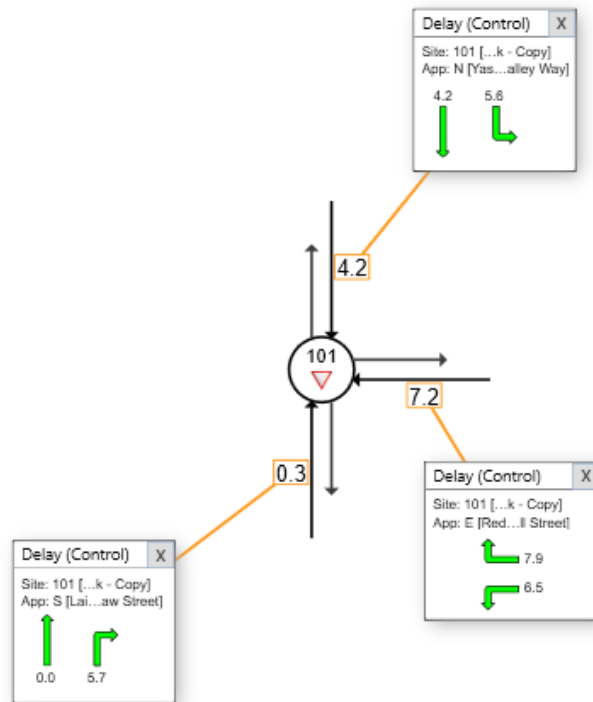 Delay (Control) X
Site: 101 […k - Copy]
App: N [Yas…alley Way]
4.2 5.6
4.2
101
7.2
0.3
Delay (Control) X
Site: 101 […k - Copy]
App: E [Red…ll Street]
7.9
6.5
Delay (Control) X
Site: 101 […k - Copy]
App: S [Lai…aw Street]
0.0 5.7